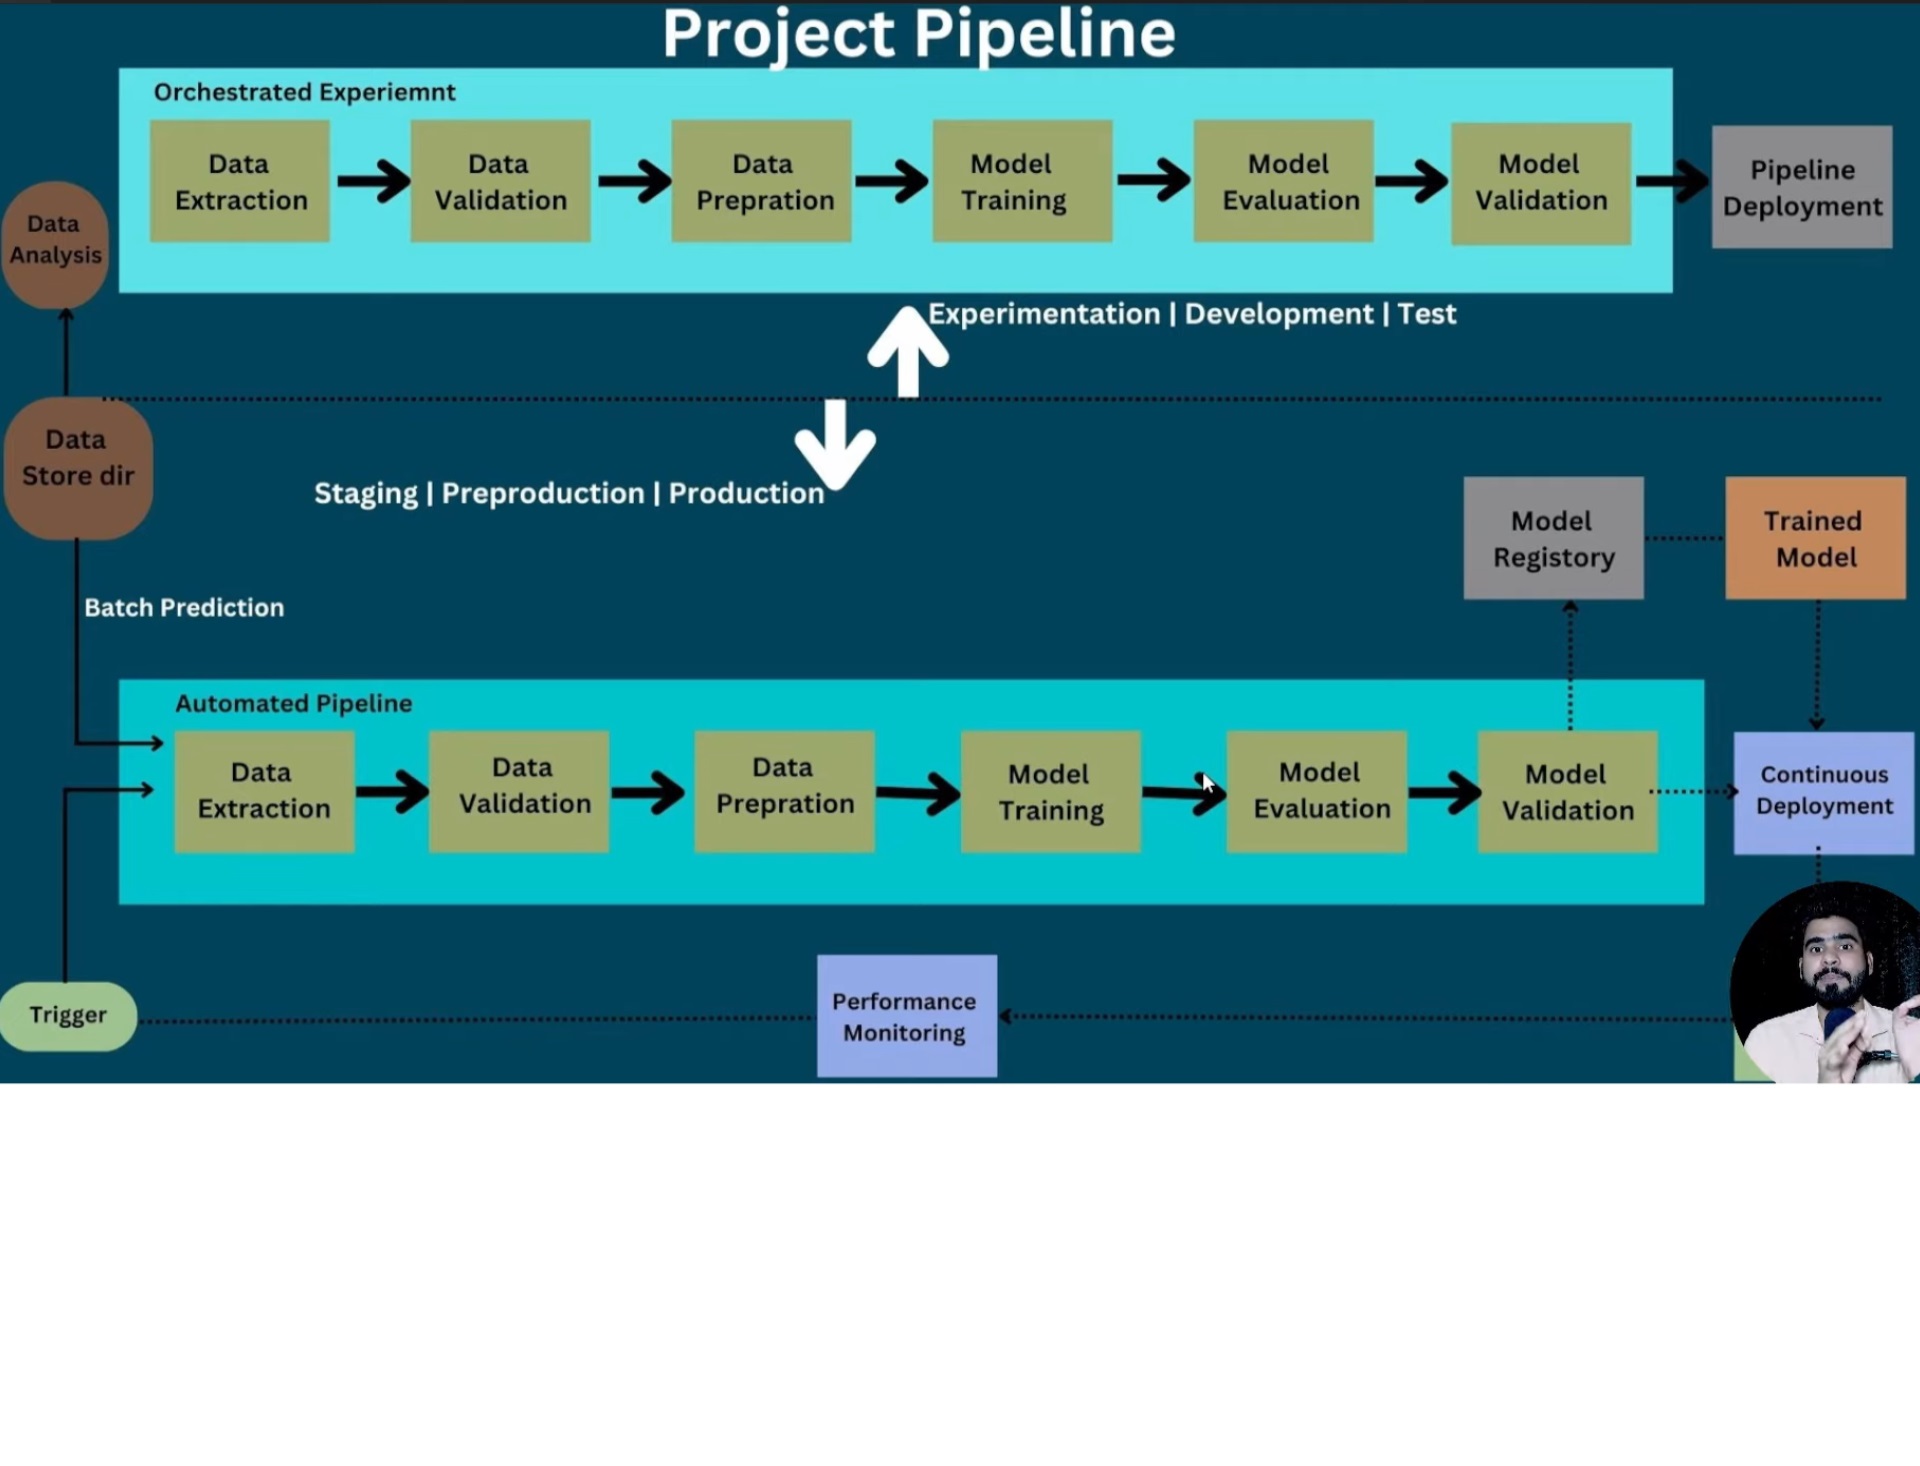 Project Pipeline
Orchestrated Experiemnt
Data
Extraction
Data
Validation
Data
Prepration
Model
Training
Model
Evaluation
Model
Validation
Pipeline
Deployment
Data
Analysis
Experimentation | Development | Test
Data
Store dir
Staging | Preproduction | Production
Model
Registory
Trained
Model
Batch Prediction
Automated Pipeline
Data
Extraction
Data
Validation
Data
Prepration
Model
Training
Model
Evaluation
Model
Validation
Continuous
Deployment
Trigger
Performance
Monitoring